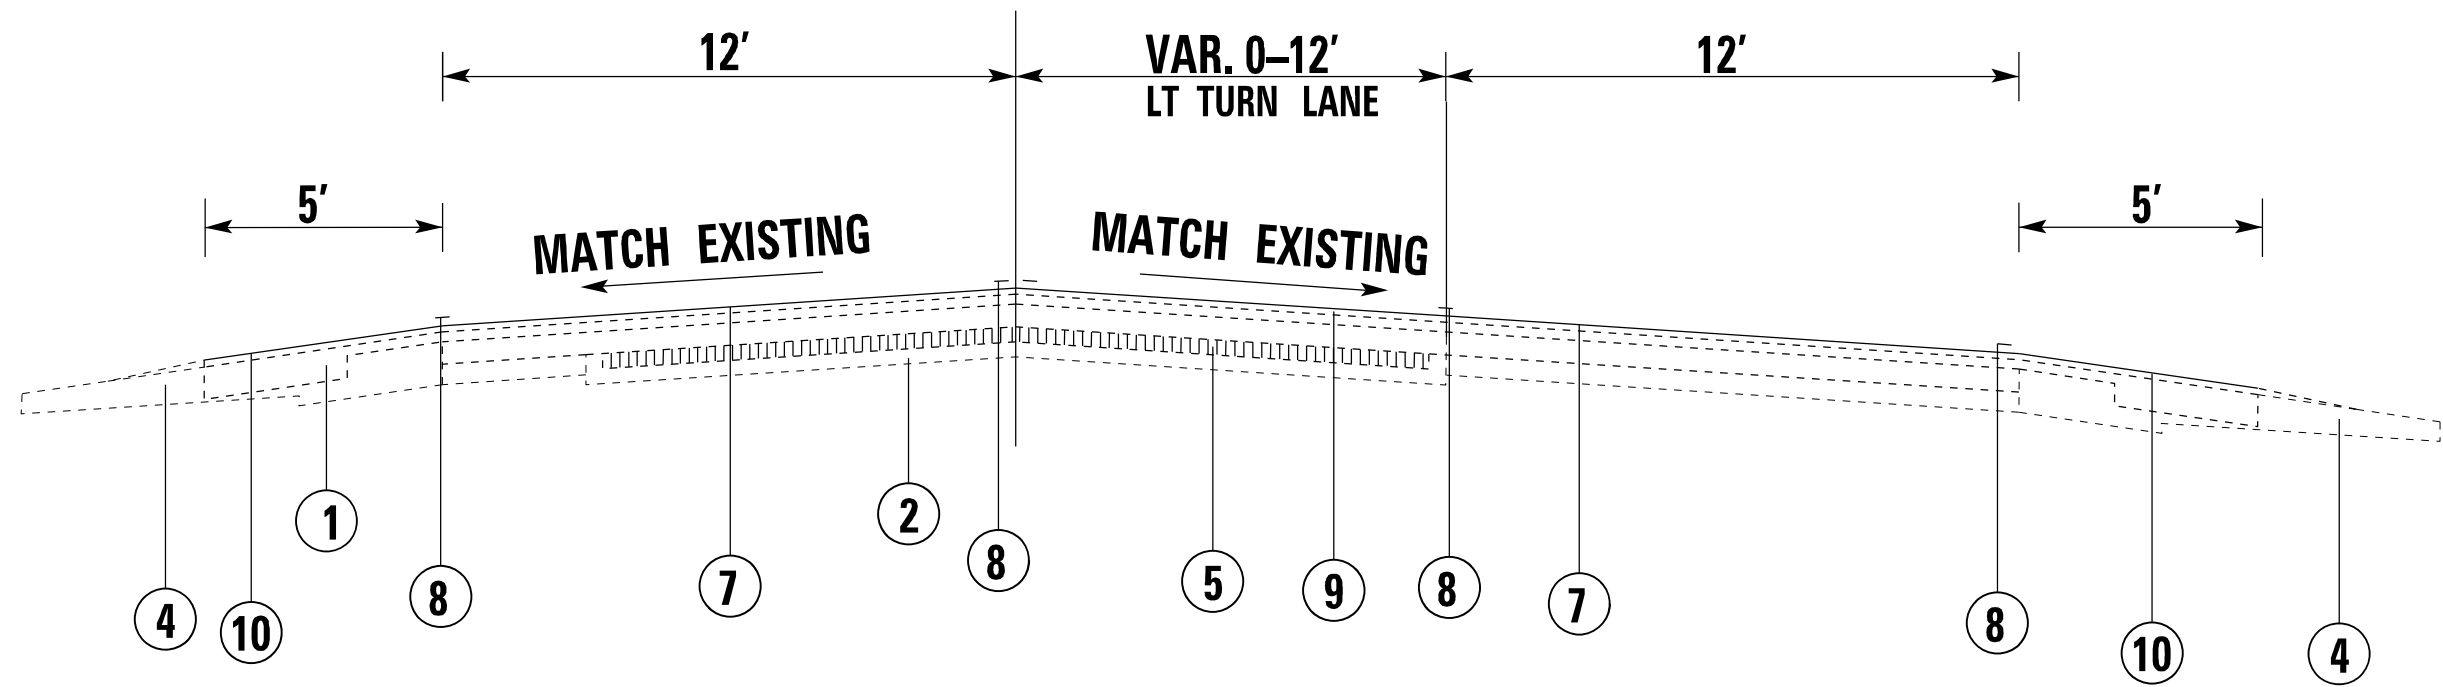 12' VAR. 0–12' 12'
LT TURN LANE
5' 5'
MATCH EXISTING MATCH EXISTING
1 2
8 5
8 7 9 8 7
4 10 8 10 4